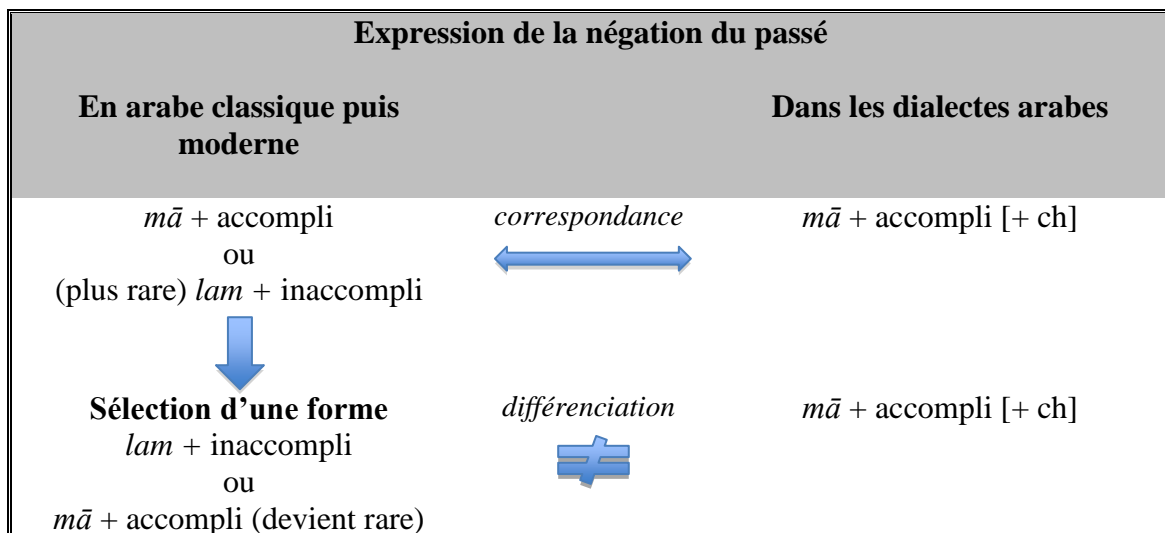 Expression de la négation du passé
En arabe classique puis
moderne
Dans les dialectes arabes
mā + accompli
ou
(plus rare) lam + inaccompli
correspondance
mā + accompli [+ ch]
Sélection d’une forme
lam + inaccompli
ou
mā + accompli (devient rare)
différenciation
≠
mā + accompli [+ ch]